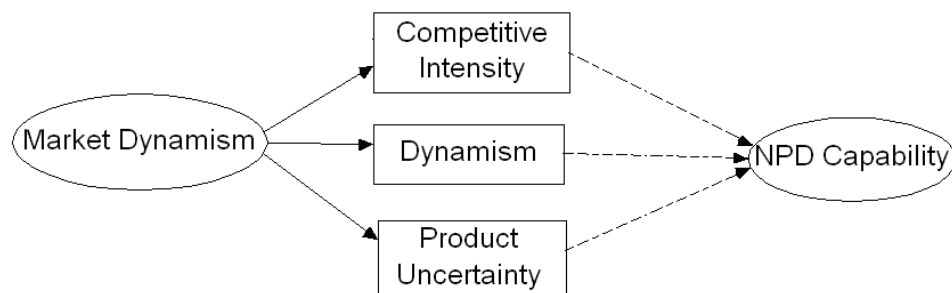 Competitive
Intensity
Market Dynamism
Dynamism
NPD Capability
Product
Uncertainty